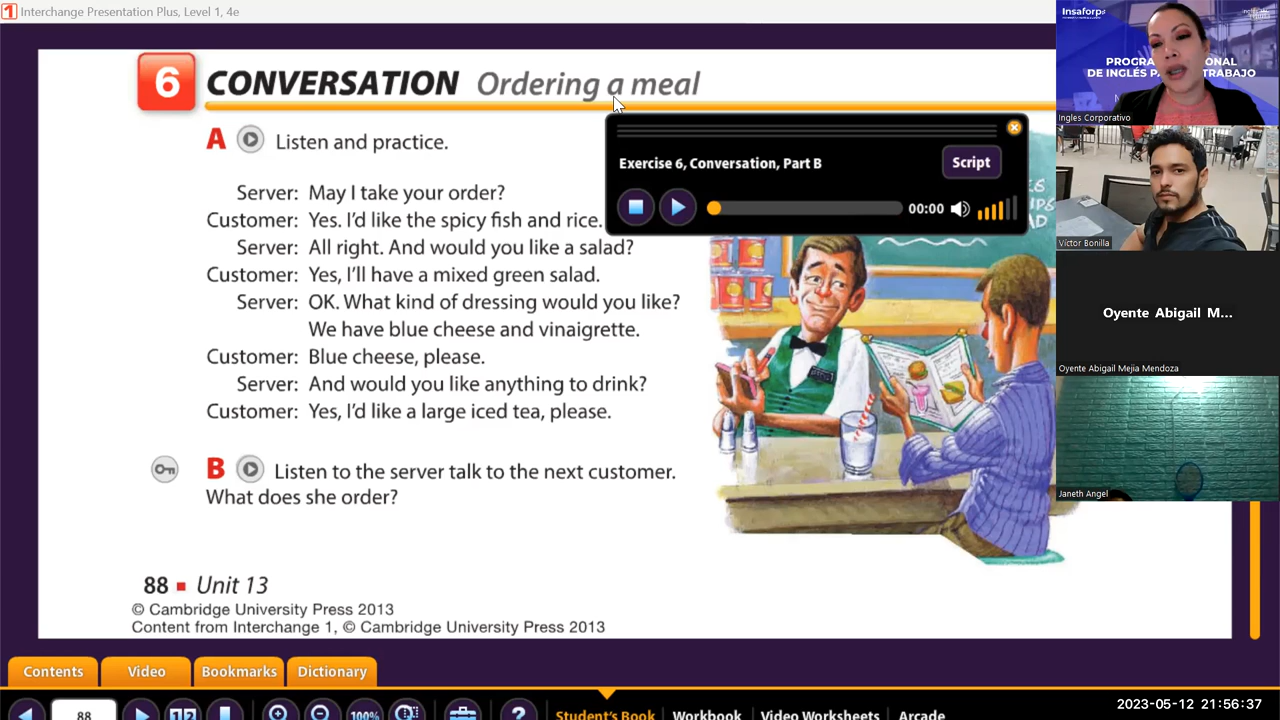 Interchange Presentation Plus, Level 1, 4e
6 CONVERSATION Ordering a meal
A Listen and practice.
Server: May I take your order?
Customer: Yes. I'd like the spicy fish and rice.
Server: All right. And would you like a salad?
Customer: Yes, I'll have a mixed green salad.
Server: OK. What kind of dressing would you like?
We have blue cheese and vinaigrette.
Customer: Blue cheese, please.
Server: And would you like anything to drink?
Customer: Yes, I'd like a large iced tea, please.
B Listen to the server talk to the next customer.
What does she order?
88 Unit 13
© Cambridge University Press 2013
Content from Interchange 1, © Cambridge University Press 2013
Exercise 6, Conversation, Part B
Script
00:00
Insaforp
Ingles Corporativo
Víctor Bonilla
Oyente Abigail M...
Oyente Abigail Mejia Mendoza
Janeth Angel
Contents Video Bookmarks Dictionary
88 1 2 100% ? Student's Book Workbook Video Worksheets Arcade
2023-05-12 21:56:37